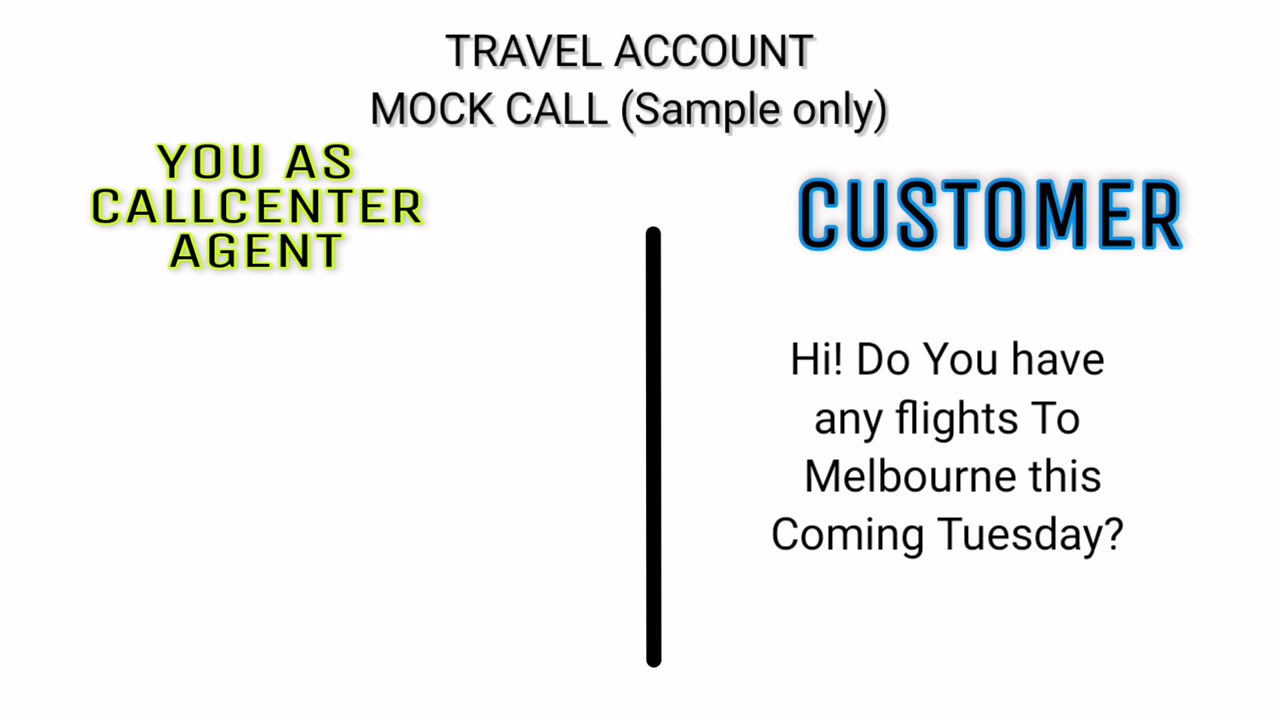 TRAVEL ACCOUNT
MOCK CALL (Sample only)
YOU AS
CALLCENTER
AGENT
CUSTOMER
Hi! Do You have
any flights To
Melbourne this
Coming Tuesday?